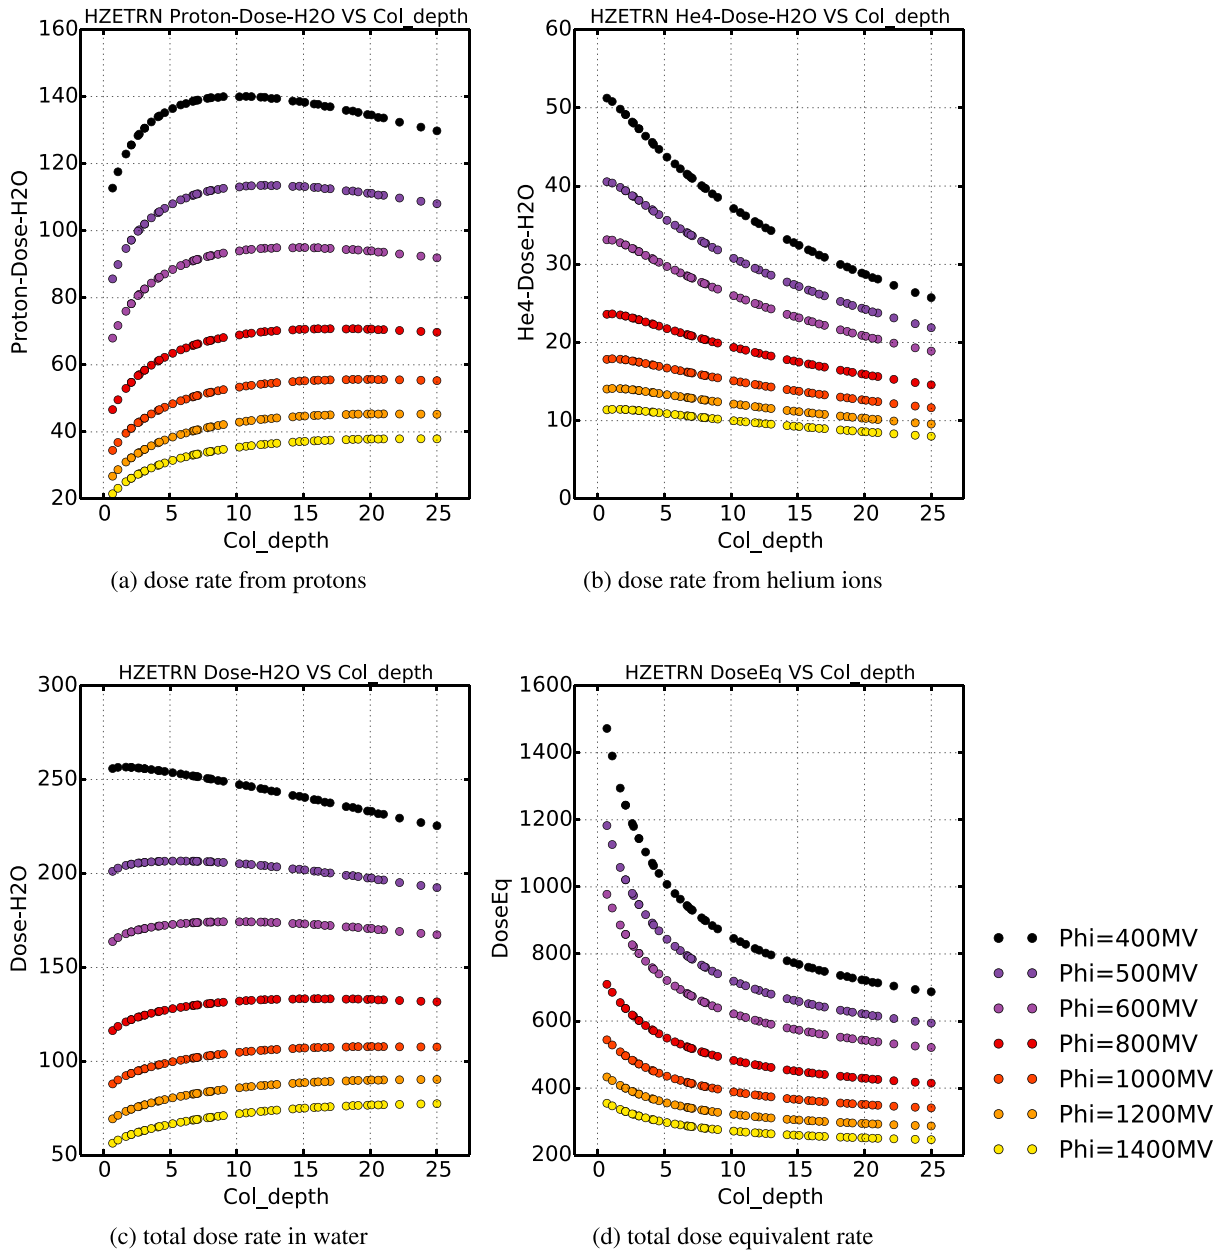 HZETRN Proton-Dose-H2O VS Col_depth
160
140
120
100
80
60
40
20
Proton-Dose-H2O
0 5 10 15 20 25
Col_depth
(a) dose rate from protons
HZETRN He4-Dose-H2O VS Col_depth
60
50
40
30
20
10
0
He4-Dose-H2O
0 5 10 15 20 25
Col_depth
(b) dose rate from helium ions
HZETRN Dose-H2O VS Col_depth
300
250
200
150
100
50
Dose-H2O
0 5 10 15 20 25
Col_depth
(c) total dose rate in water
HZETRN DoseEq VS Col_depth
1600
1400
1200
1000
800
600
400
200
DoseEq
0 5 10 15 20 25
Col_depth
(d) total dose equivalent rate
Phi=400MV
Phi=500MV
Phi=600MV
Phi=800MV
Phi=1000MV
Phi=1200MV
Phi=1400MV